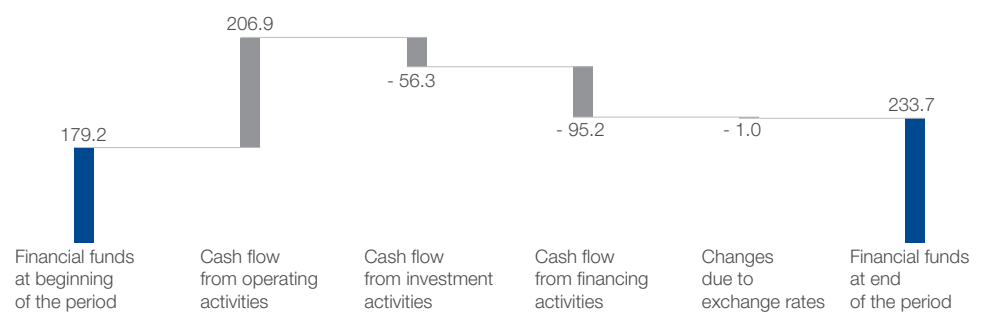 206.9
- 56.3
179.2
- 95.2
- 1.0
233.7
Financial funds
at beginning
of the period
Cash flow
from operating
activities
Cash flow
from investment
activities
Cash flow
from financing
activities
Changes
due to
exchange rates
Financial funds
at end
of the period